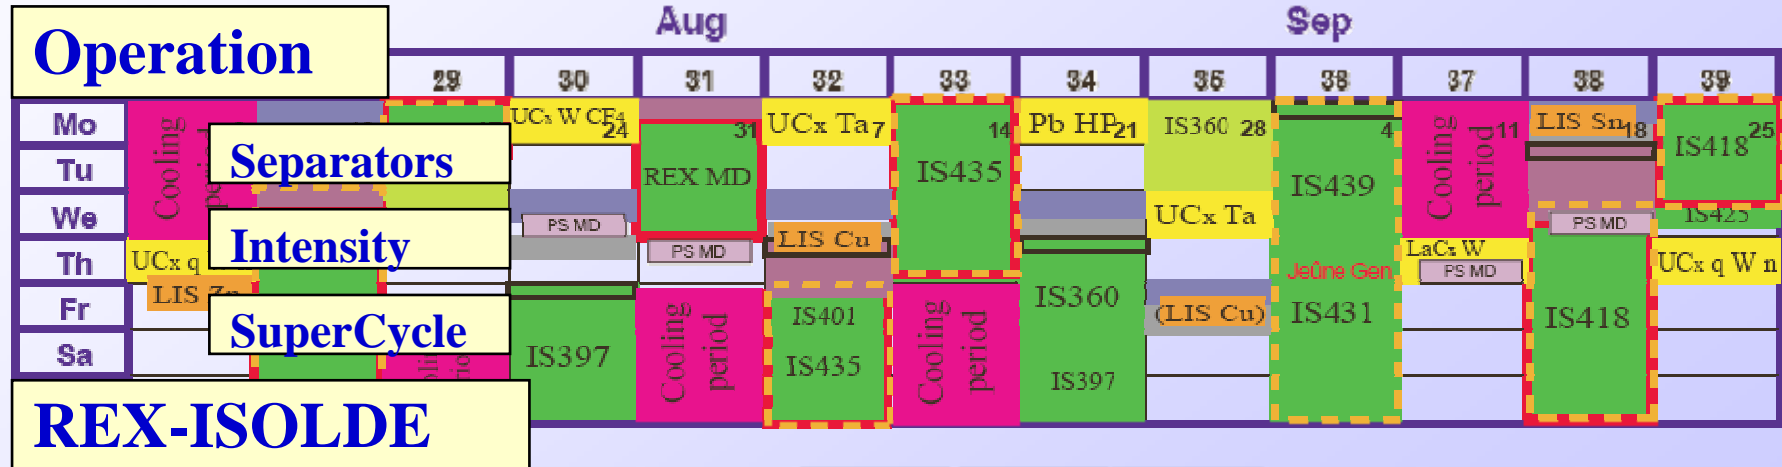 Aug Sep
Operation
29 30 31 32 33 34 35 36 37 38 39
Mo
Tu
We
Th
Fr
Sa
Separators
Intensity
SuperCycle
REX-ISOLDE
Cooling
UCx q
LIS
UCx W CF4
24
PS MD
IS397
31
REX MD
PS MD
Cooling period
UCx Ta 7
LIS Cu
IS401
IS435
14
IS435
Cooling period
Pb HP 21
IS360
IS397
IS360 28
UCx Ta
(LIS Cu)
4
IS439
Jeûne Gen
IS431
11
Cooling period
LaCx W
PS MD
LIS Sn 18
PS MD
IS418
25
IS418
IS425
UCx q W n